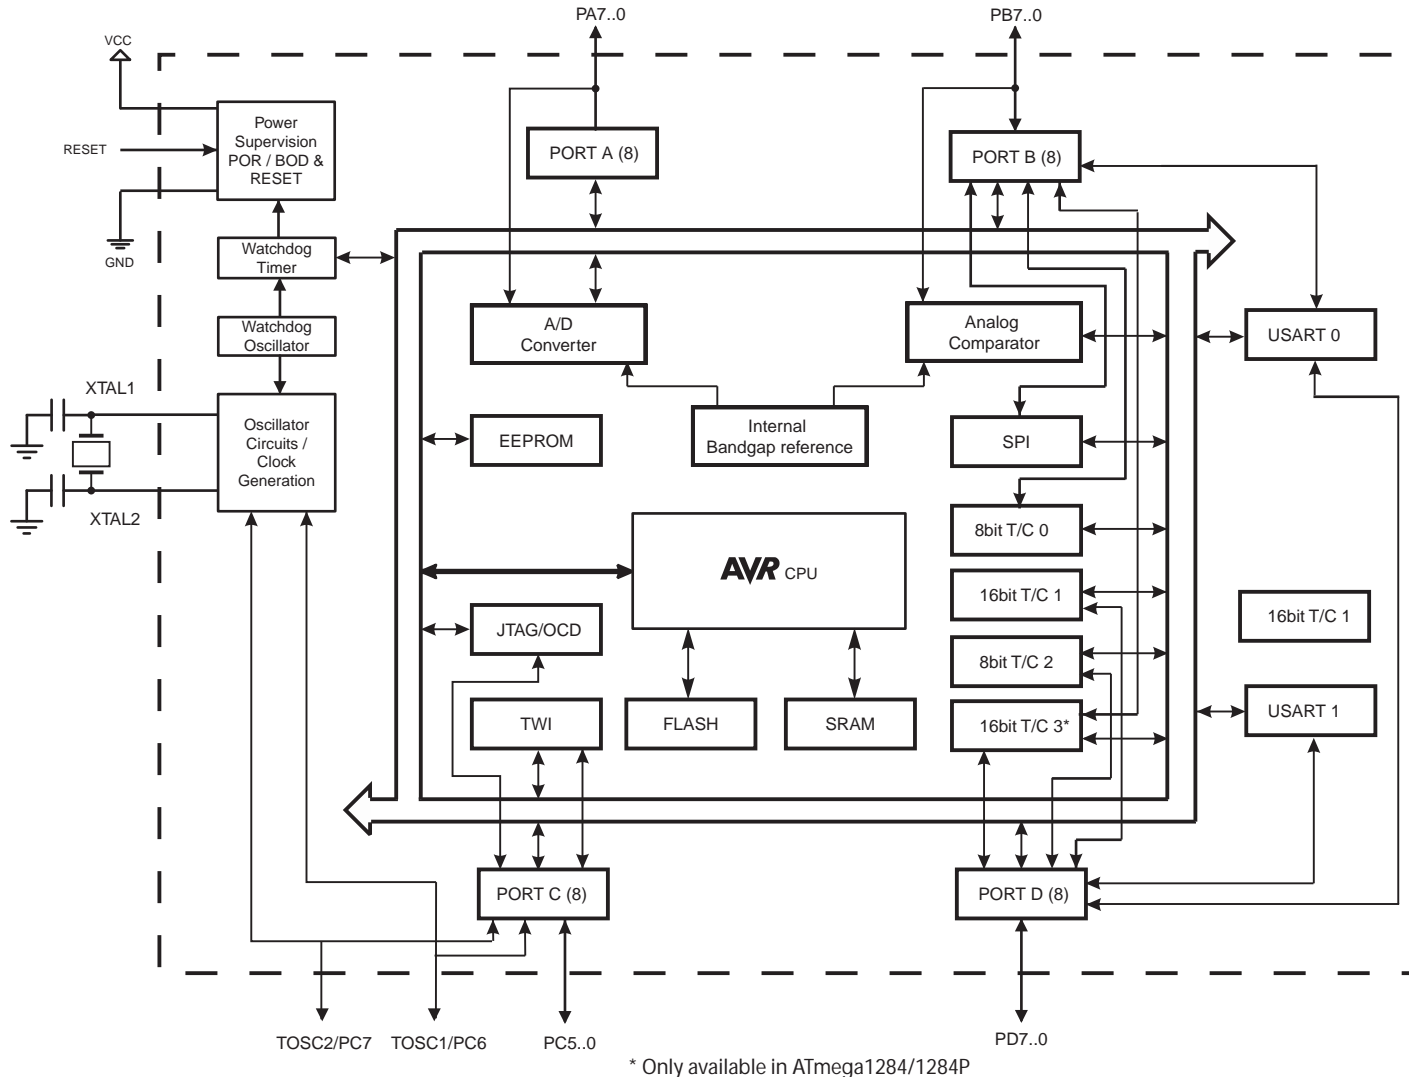 PA7..0
PB7..0
VCC
Power
Supervision
POR / BOD &
RESET
RESET
GND
PORT A (8)
PORT B (8)
Watchdog
Timer
Watchdog
Oscillator
A/D
Converter
Analog
Comparator
USART 0
XTAL1
XTAL2
Oscillator
Circuits /
Clock
Generation
EEPROM
Internal
Bandgap reference
SPI
8bit T/C 0
AVR CPU
16bit T/C 1
16bit T/C 1
JTAG/OCD
8bit T/C 2
TWI
FLASH
SRAM
16bit T/C 3*
USART 1
PORT C (8)
PORT D (8)
TOSC2/PC7
TOSC1/PC6
PC5..0
PD7..0
* Only available in ATmega1284/1284P